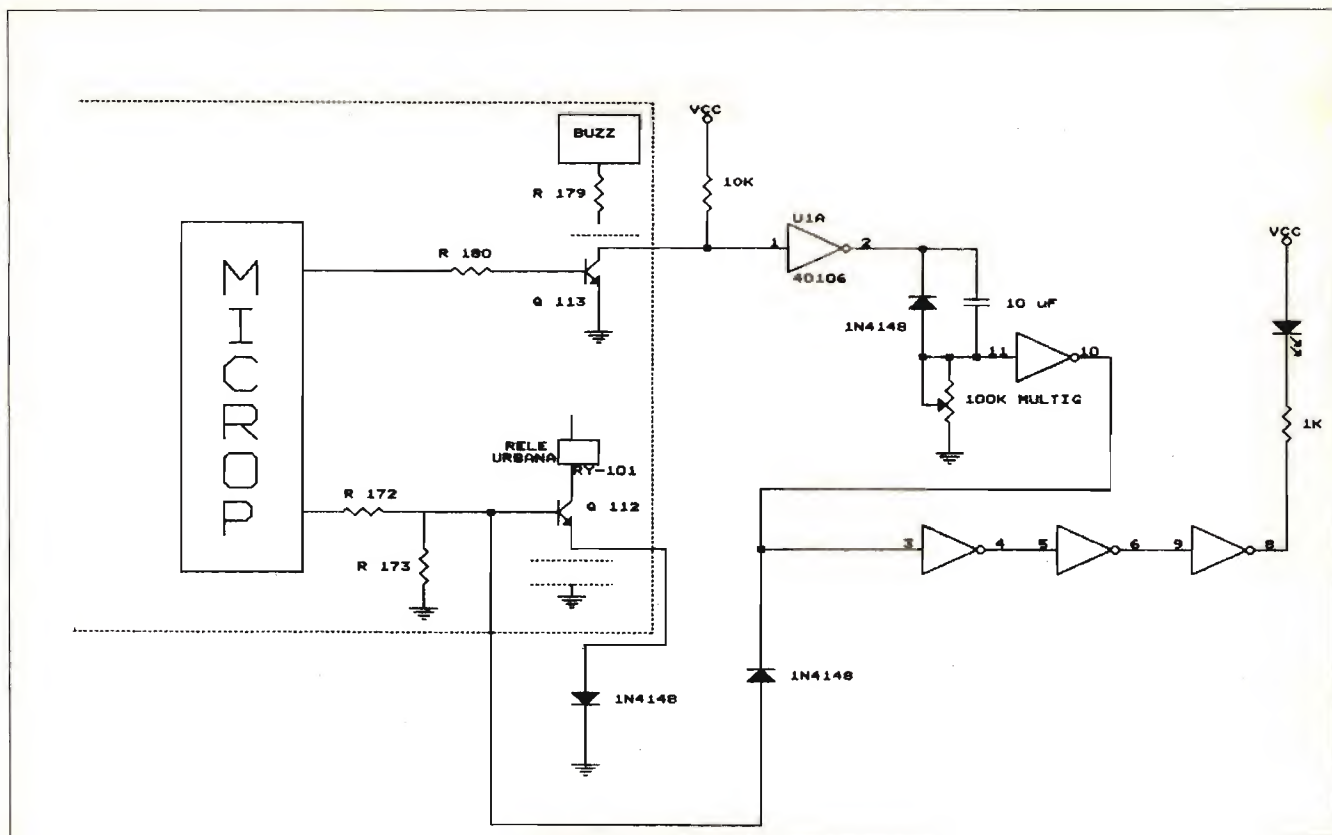 VCC
BUZZ
R 179
10K
U1A
1
2
40106
R 180
Q 113
VCC
10 uF
1N4148
11
10
100K MULTIG
1K
MICROP
RELE
URBANA
RY-101
R 172
Q 112
R 173
3
4
5
6
9
8
1N4148
1N4148